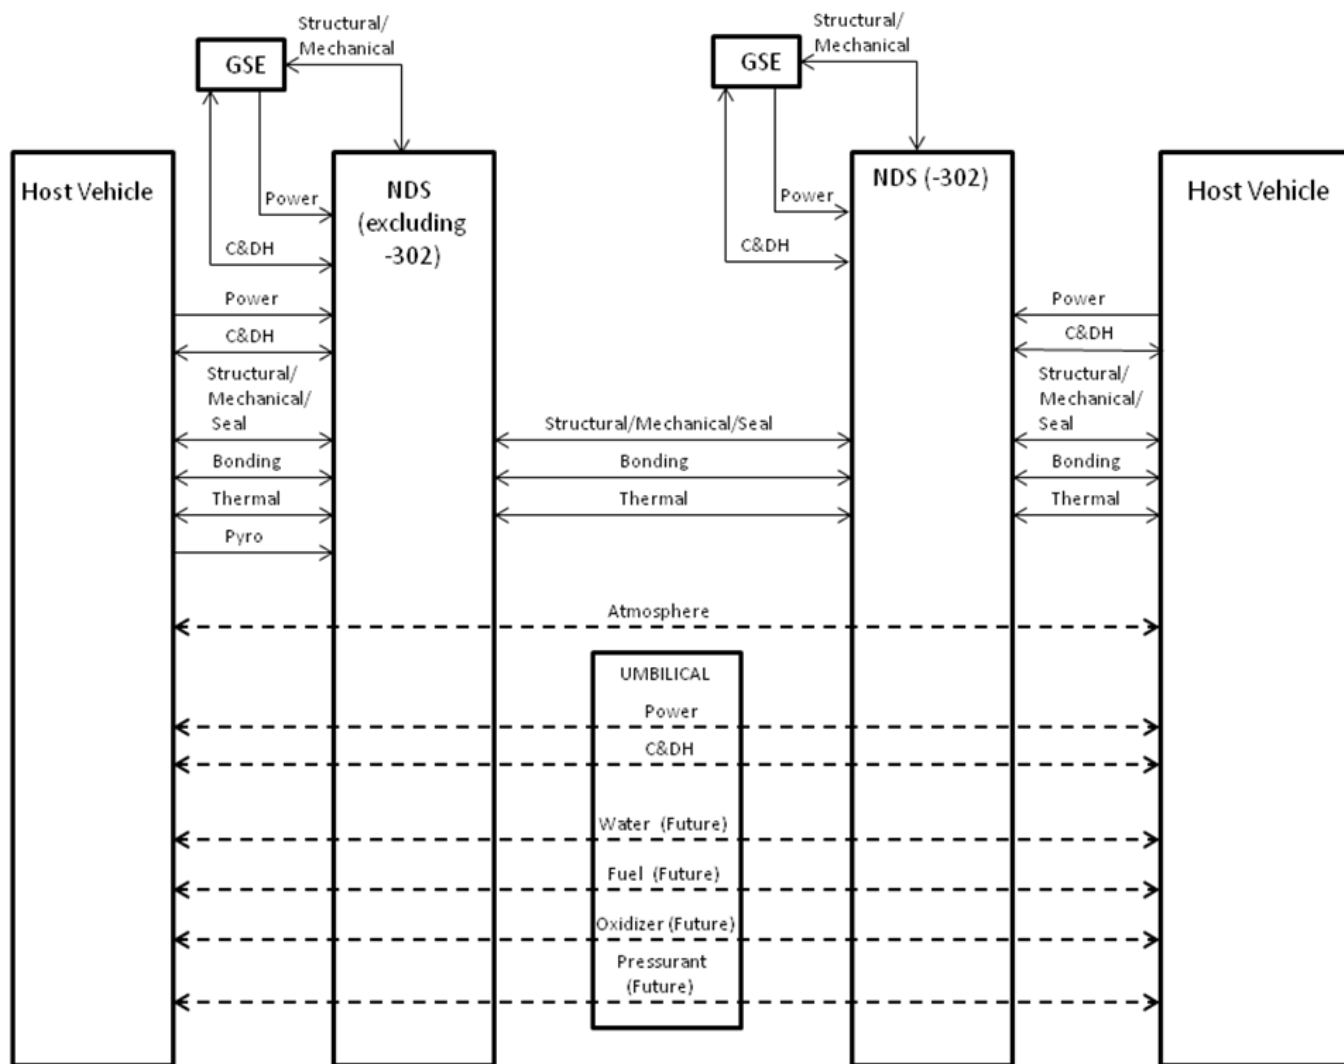 Structural/
Mechanical
GSE
Structural/
Mechanical
GSE
Host Vehicle
NDS
(excluding
-302)
NDS (-302)
Host Vehicle
Power
C&DH
Power
C&DH
Power
C&DH
Structural/
Mechanical/
Seal
Bonding
Thermal
Pyro
Structural/Mechanical/Seal
Bonding
Thermal
Power
C&DH
Structural/
Mechanical/
Seal
Bonding
Thermal
Atmosphere
UMBILICAL
Power
C&DH
Water (Future)
Fuel (Future)
Oxidizer (Future)
Pressurant
(Future)